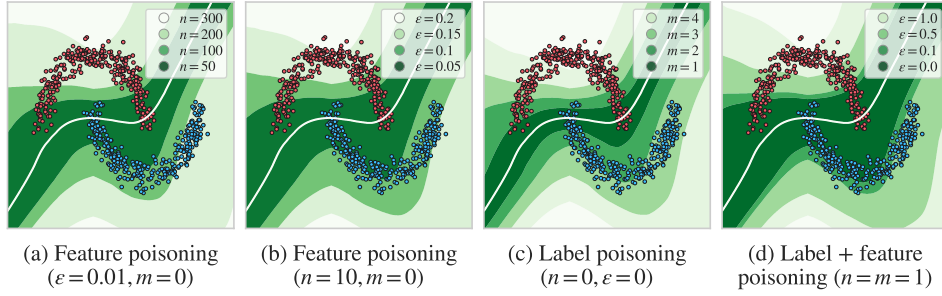 n=300
n=200
n=100
n=50
ε=0.2
ε=0.15
ε=0.1
ε=0.05
m=4
m=3
m=2
m=1
ε=1.0
ε=0.5
ε=0.1
ε=0.0
(a) Feature poisoning
(ε=0.01, m=0)
(b) Feature poisoning
(n=10, m=0)
(c) Label poisoning
(n=0, ε=0)
(d) Label + feature
poisoning (n=m=1)